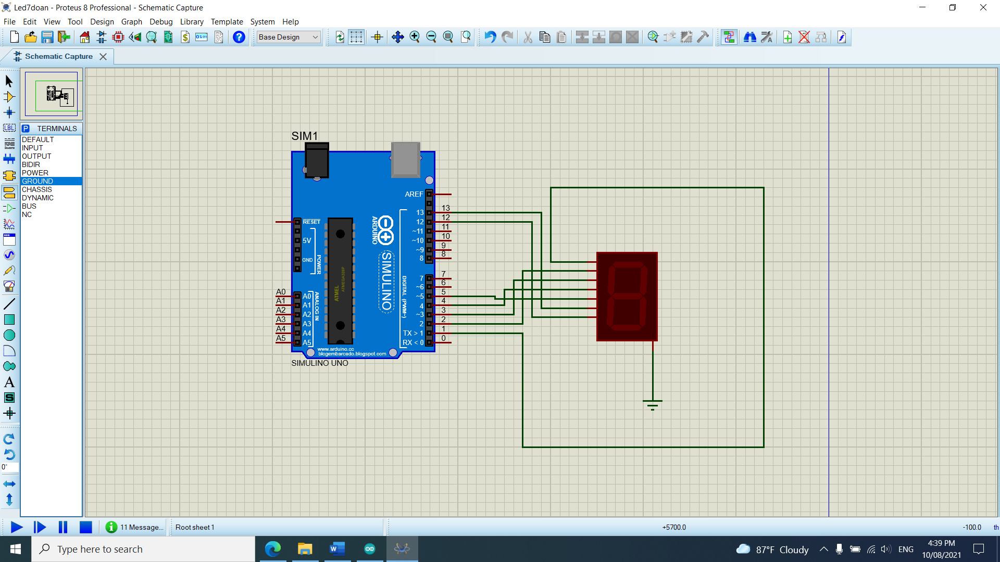 Led7doan - Proteus 8 Professional - Schematic Capture
File Edit View Tool Design Graph Debug Library Template System Help
Base Design
Schematic Capture
LBL
P TERMINALS
DEFAULT
INPUT
OUTPUT
BIDIR
POWER
GROUND
CHASSIS
DYNAMIC
BUS
NC
A
S
0°
SIM1
AREF
13 13
12 12
~11 11
~10 10
~9 9
8 8
7 7
~6 6
~5 5
4 4
~3 3
2 2
TX > 1 1
RX < 0 0
RESET
5V
GND
POWER
A0 A0
A1 A1
A2 A2
A3 A3
A4 A4
A5 A5
ANALOG IN
ATMEL
ATMEGA328P
ARDUINO
SIMULINO
DIGITAL (PWM~)
www.arduino.cc
blogembarcado.blogspot.com
SIMULINO UNO
11 Message...
Root sheet 1
+5700.0
-100.0
th
Type here to search
87°F Cloudy
ENG
4:39 PM
10/08/2021